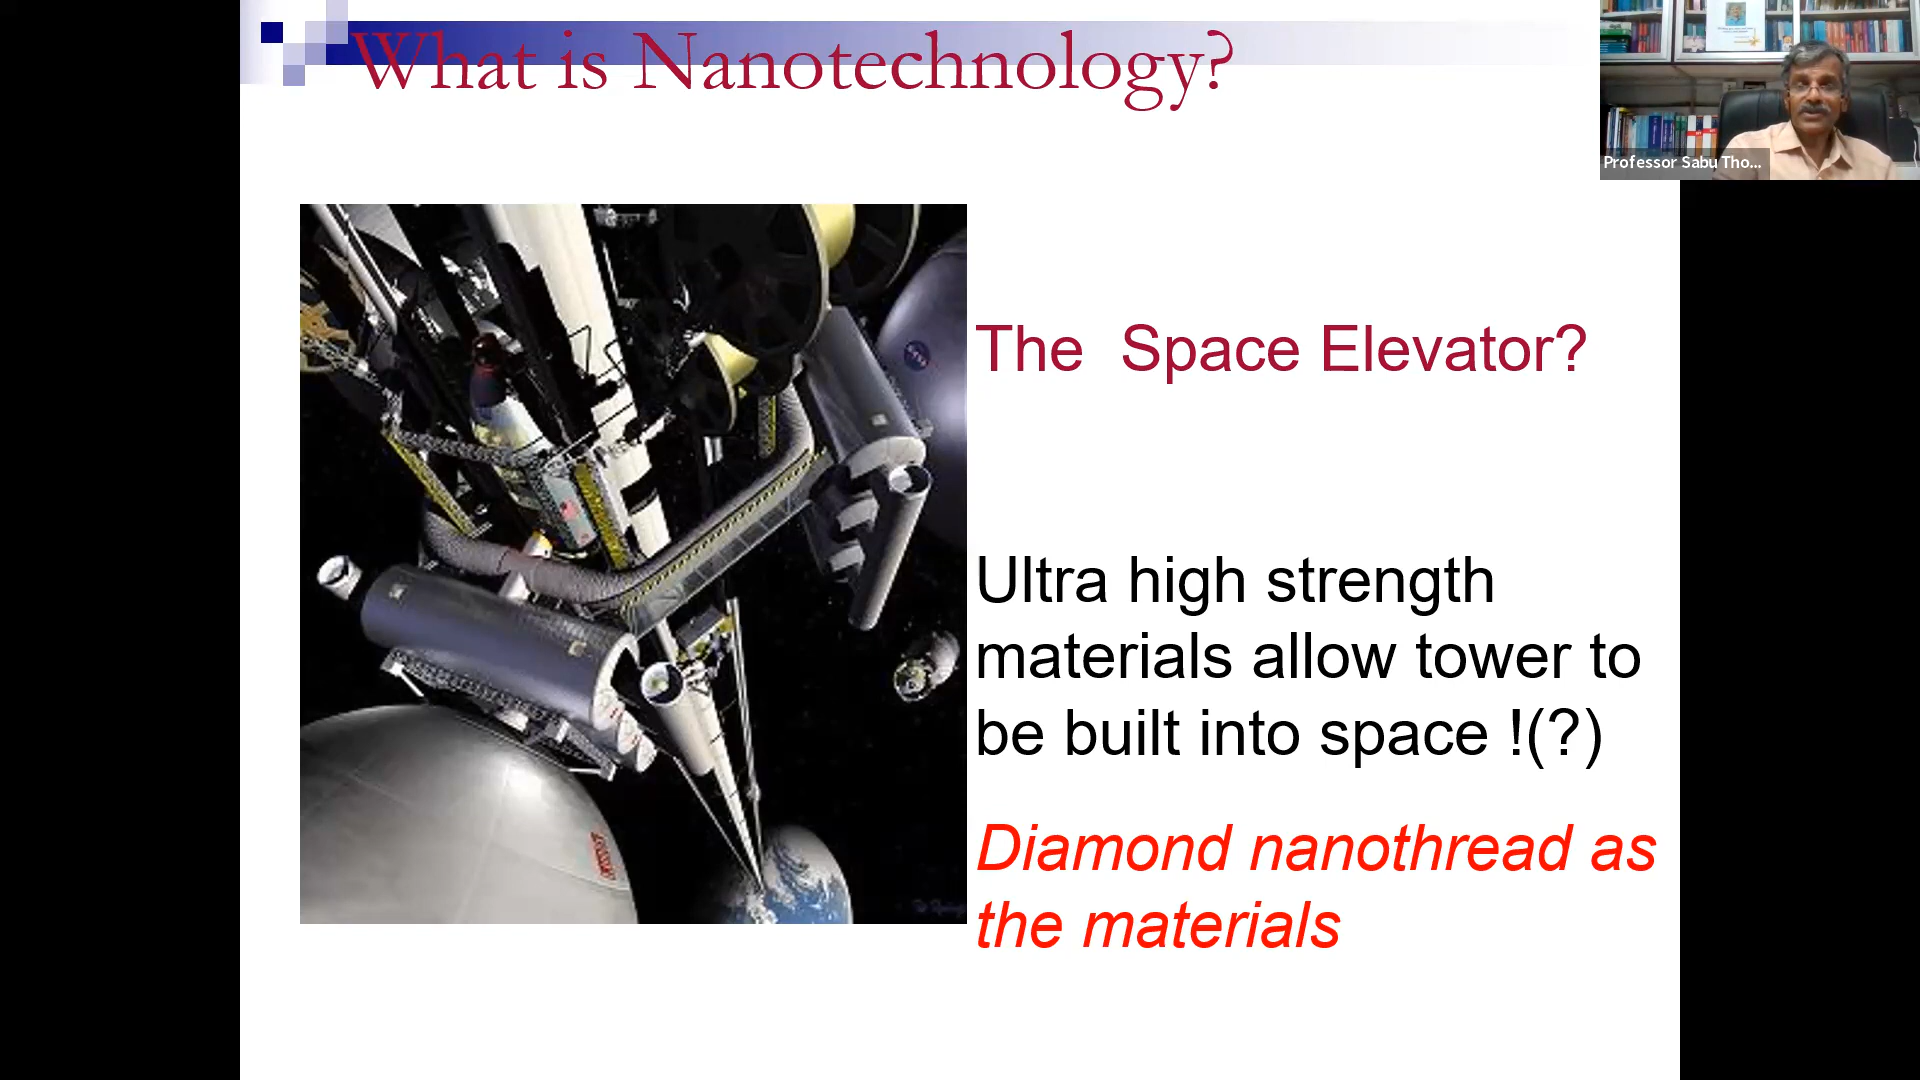 What is Nanotechnology?
Professor Sabu Tho...
The Space Elevator?
Ultra high strength
materials allow tower to
be built into space !(?)
Diamond nanothread as
the materials